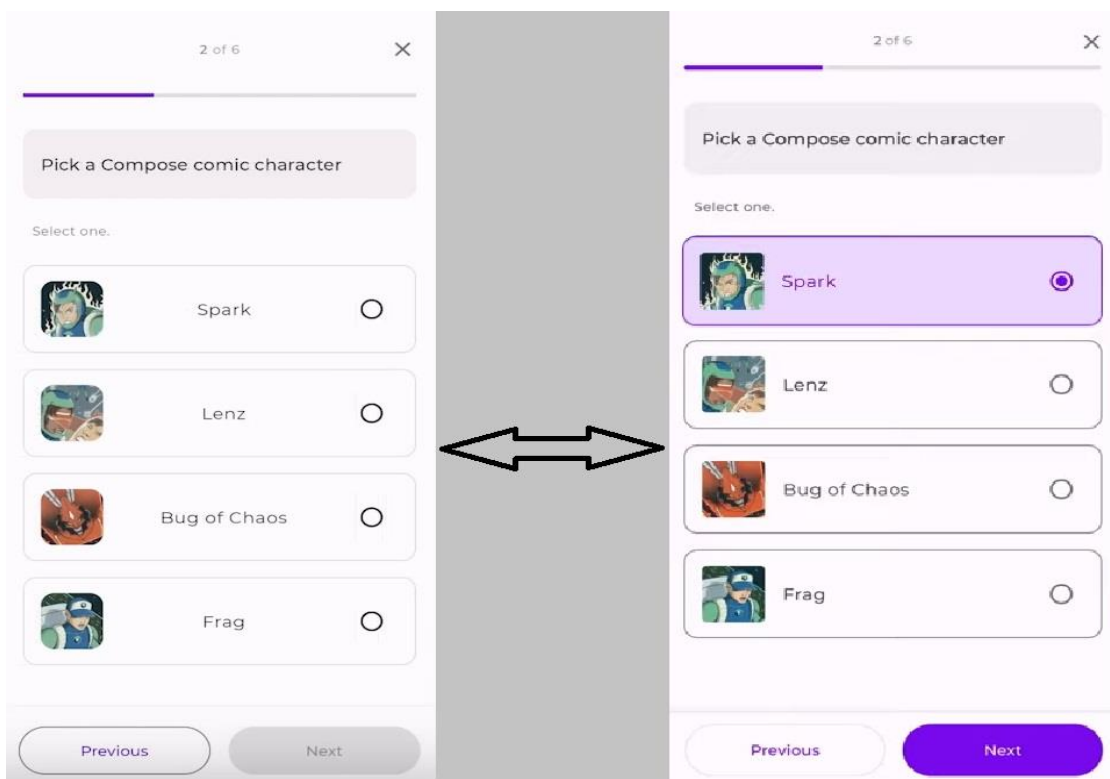 2 of 6
Pick a Compose comic character
Select one.
Spark
Lenz
Bug of Chaos
Frag
Previous
Next
2 of 6
Pick a Compose comic character
Select one.
Spark
Lenz
Bug of Chaos
Frag
Previous
Next